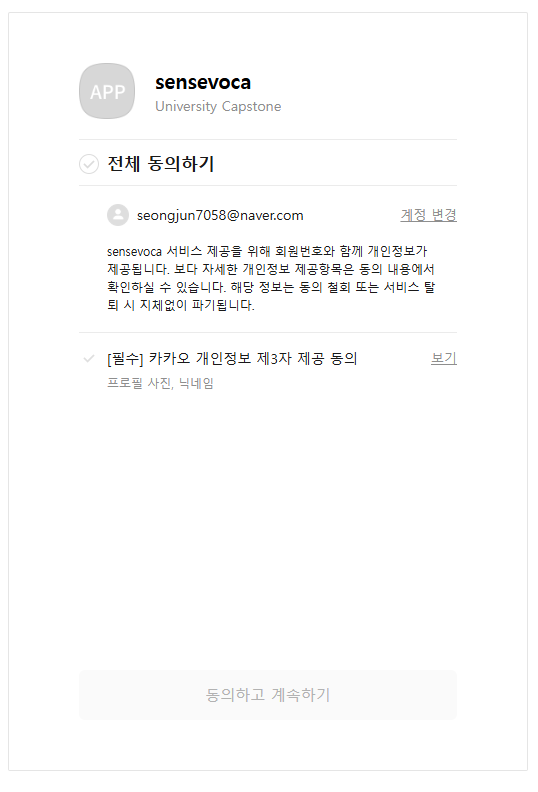 APP
sensevoca
University Capstone
전체 동의하기
seongjun7058@naver.com
계정 변경
sensevoca 서비스 제공을 위해 회원번호와 함께 개인정보가
제공됩니다. 보다 자세한 개인정보 제공항목은 동의 내용에서
확인하실 수 있습니다. 해당 정보는 동의 철회 또는 서비스 탈
퇴 시 지체없이 파기됩니다.
[필수] 카카오 개인정보 제3자 제공 동의
보기
프로필 사진, 닉네임
동의하고 계속하기